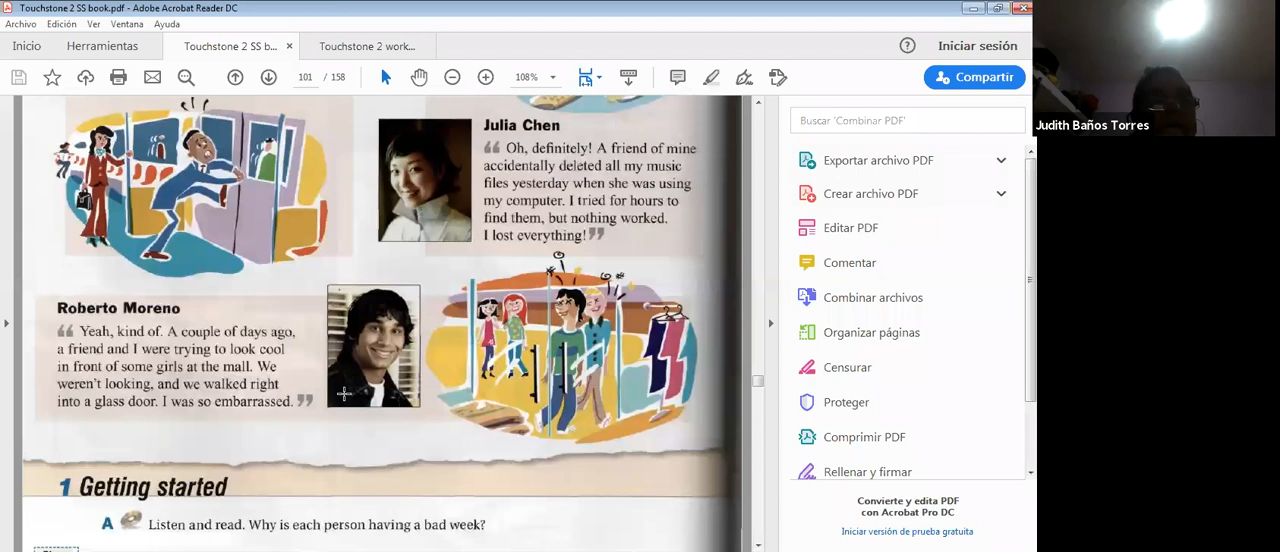 Touchstone 2 SS book.pdf - Adobe Acrobat Reader DC
Archivo Edición Ver Ventana Ayuda
Inicio Herramientas Touchstone 2 SS b... × Touchstone 2 work... Iniciar sesión
101 / 158 108% Compartir
Judith Baños Torres
Julia Chen
“ Oh, definitely! A friend of mine
accidentally deleted all my music
files yesterday when she was using
my computer. I tried for hours to
find them, but nothing worked.
I lost everything! ”
Roberto Moreno
“ Yeah, kind of. A couple of days ago,
a friend and I were trying to look cool
in front of some girls at the mall. We
weren't looking, and we walked right
into a glass door. I was so embarrassed. ”
1 Getting started
A Listen and read. Why is each person having a bad week?
Buscar 'Combinar PDF'
Exportar archivo PDF
Crear archivo PDF
Editar PDF
Comentar
Combinar archivos
Organizar páginas
Censurar
Proteger
Comprimir PDF
Rellenar y firmar
Convierte y edita PDF
con Acrobat Pro DC
Iniciar versión de prueba gratuita